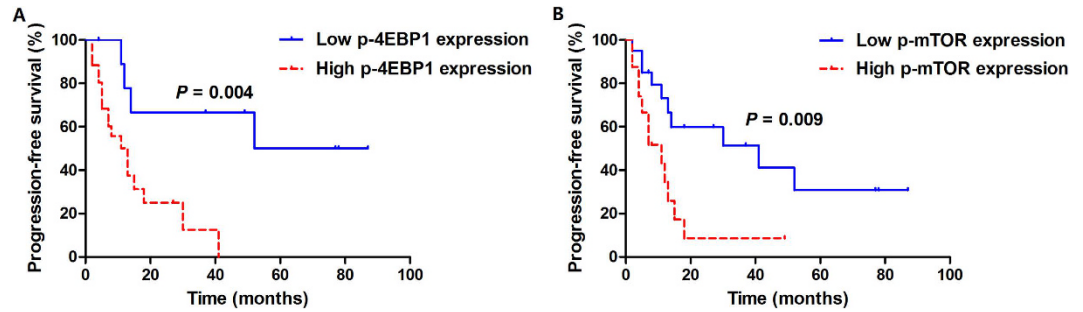 A
Progression-free survival (%)
100
80
60
40
20
0
Low p-4EBP1 expression
High p-4EBP1 expression
P = 0.004
0 20 40 60 80 100
Time (months)
B
Progression-free survival (%)
100
80
60
40
20
0
Low p-mTOR expression
High p-mTOR expression
P = 0.009
0 20 40 60 80 100
Time (months)